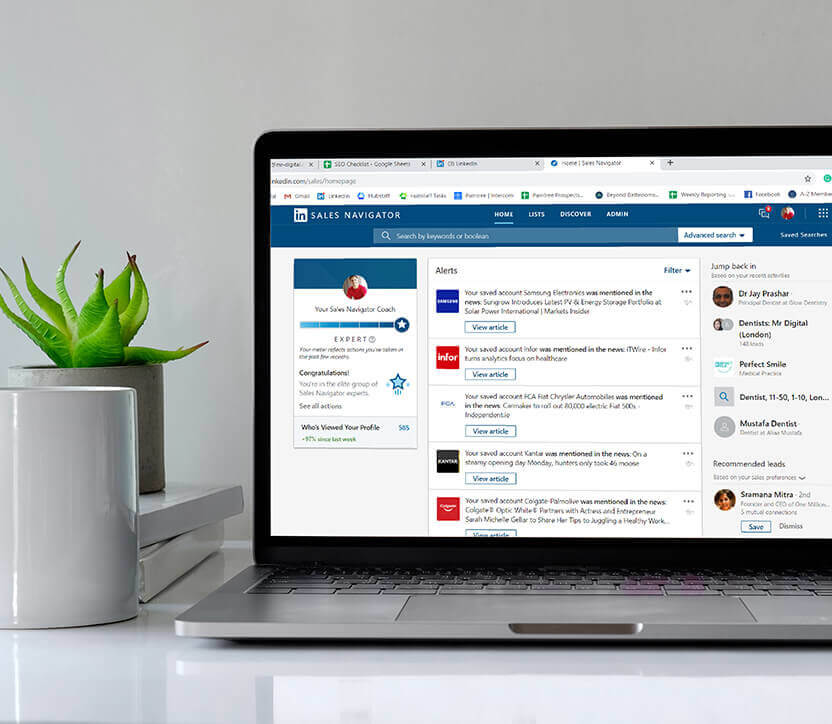 SEO Checklist - Google Sheets
(3) LinkedIn
Home | Sales Navigator
inkedin.com/sales/homepage
Gmail
LinkedIn
Hubstaff
Hubstaff Tasks
Paintree | Intercom
Paintree Prospects...
Beyond Bathrooms...
Weekly Reporting
Facebook
A-Z Member
in SALES NAVIGATOR
HOME
LISTS
DISCOVER
ADMIN
Search by keywords or boolean
Advanced search
Saved Searches
Your Sales Navigator Coach
EXPERT
Your meter reflects actions you've taken in
the past few months.
Congratulations!
You're in the elite group of
Sales Navigator experts.
See all actions
Who's Viewed Your Profile 585
+97% since last week
Alerts
Filter
SAMSUNG
Your saved account Samsung Electronics was mentioned in the
news: Sungrow Introduces Latest PV & Energy Storage Portfolio at
Solar Power International | Markets Insider
View article
infor
Your saved account Infor was mentioned in the news: iTWire - Infor
turns analytics focus on healthcare
View article
FCA
Your saved account FCA Fiat Chrysler Automobiles was mentioned
in the news: Carmaker to roll out 80,000 electric Fiat 500s -
Independent.ie
View article
KANTAR
Your saved account Kantar was mentioned in the news: On a
steamy opening day Monday, hunters only took 46 moose
View article
Colgate
Your saved account Colgate-Palmolive was mentioned in the news:
Colgate® Optic White® Partners with Actress and Entrepreneur
Sarah Michelle Gellar to Share Her Tips to Juggling a Healthy Work...
View article
Jump back in
Based on your recent activities
Dr Jay Prashar
Principal Dentist at Glow Dentistry
Dentists: Mr Digital
(London)
148 leads
Perfect Smile
Medical Practice
Dentist, 11-50, 1-10, Lon...
Mustafa Dentist
Dentist at Aliaa Mustafa
Recommended leads
Based on your sales preferences
Sramana Mitra · 2nd
Founder and CEO of One Million...
5 mutual connections
Save
Dismiss